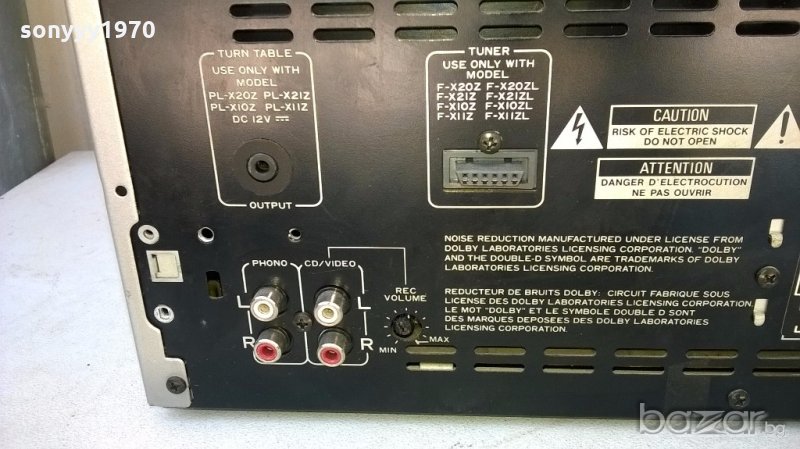 sonyvv1970
TURN TABLE
USE ONLY WITH
MODEL
PL-X20Z PL-X21Z
PL-X10Z PL-X11Z
DC 12V
OUTPUT
TUNER
USE ONLY WITH
MODEL
F-X20Z F-X20ZL
F-X21Z F-X21ZL
F-X10Z F-X10ZL
F-X11Z F-X11ZL
CAUTION
RISK OF ELECTRIC SHOCK
DO NOT OPEN
ATTENTION
DANGER D'ELECTROCUTION
NE PAS OUVRIR
NOISE REDUCTION MANUFACTURED UNDER LICENSE FROM
DOLBY LABORATORIES LICENSING CORPORATION. "DOLBY"
AND THE DOUBLE-D SYMBOL ARE TRADEMARKS OF DOLBY
LABORATORIES LICENSING CORPORATION.
REDUCTEUR DE BRUITS DOLBY: CIRCUIT FABRIQUE SOUS
LICENSE DES DOLBY LABORATORIES LICENSING CORPORATION.
LE MOT "DOLBY" ET LE SYMBOLE DOUBLE D SONT
DES MARQUES DEPOSEES DES DOLBY LABORATORIES
LICENSING CORPORATION.
PHONO
CD/VIDEO
REC
VOLUME
L
L
R
R
MIN
MAX
bazar.bg